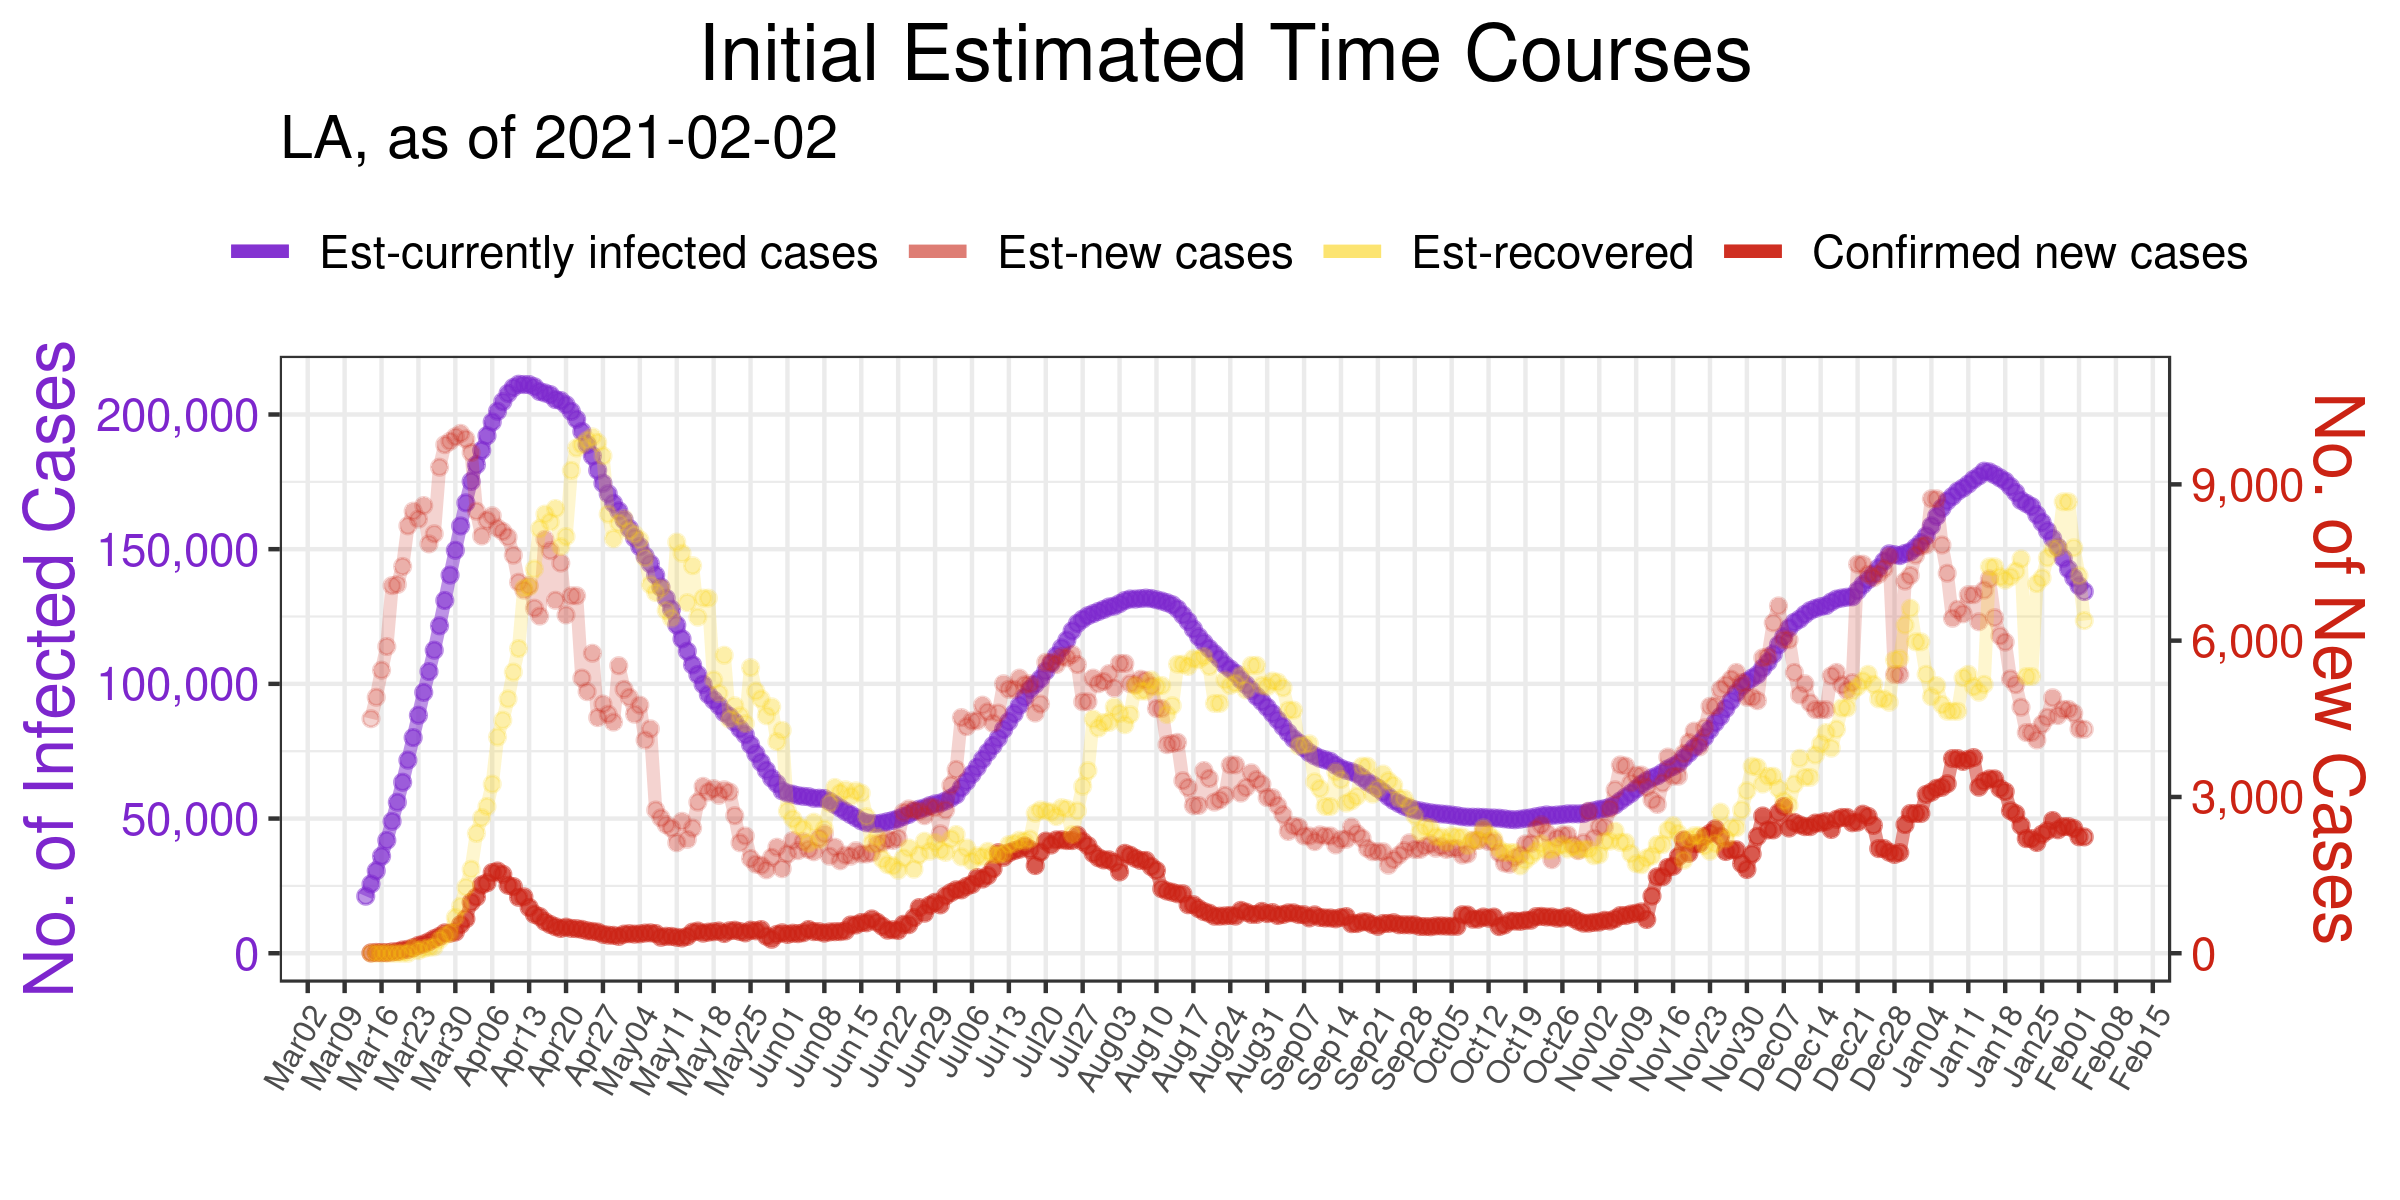 Initial Estimated Time Courses
LA, as of 2021-02-02
Est-currently infected cases Est-new cases Est-recovered Confirmed new cases
No. of Infected Cases
200,000
150,000
100,000
50,000
0
No. of New Cases
9,000
6,000
3,000
0
Mar02 Mar09 Mar16 Mar23 Mar30 Apr06 Apr13 Apr20 Apr27 May04 May11 May18 May25 Jun01 Jun08 Jun15 Jun22 Jun29 Jul06 Jul13 Jul20 Jul27 Aug03 Aug10 Aug17 Aug24 Aug31 Sep07 Sep14 Sep21 Sep28 Oct05 Oct12 Oct19 Oct26 Nov02 Nov09 Nov16 Nov23 Nov30 Dec07 Dec14 Dec21 Dec28 Jan04 Jan11 Jan18 Jan25 Feb01 Feb08 Feb15